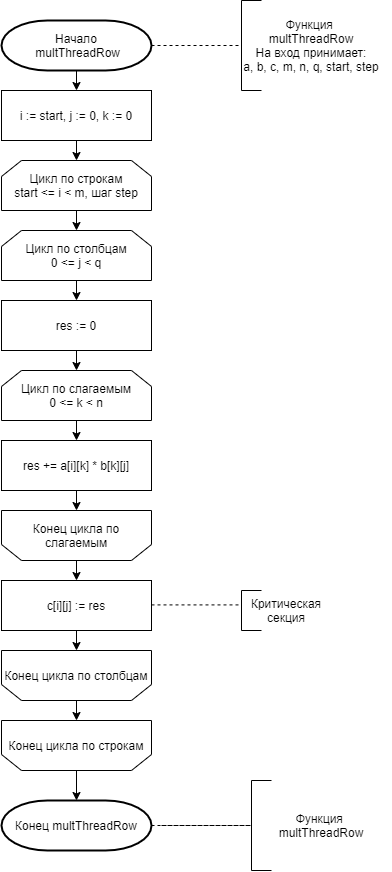 Начало
multThreadRow
Функция
multThreadRow
На вход принимает:
a, b, c, m, n, q, start, step
i := start, j := 0, k := 0
Цикл по строкам
start <= i < m, шаг step
Цикл по столбцам
0 <= j < q
res := 0
Цикл по слагаемым
0 <= k < n
res += a[i][k] * b[k][j]
Конец цикла по
слагаемым
c[i][j] := res
Критическая
секция
Конец цикла по столбцам
Конец цикла по строкам
Конец multThreadRow
Функция
multThreadRow